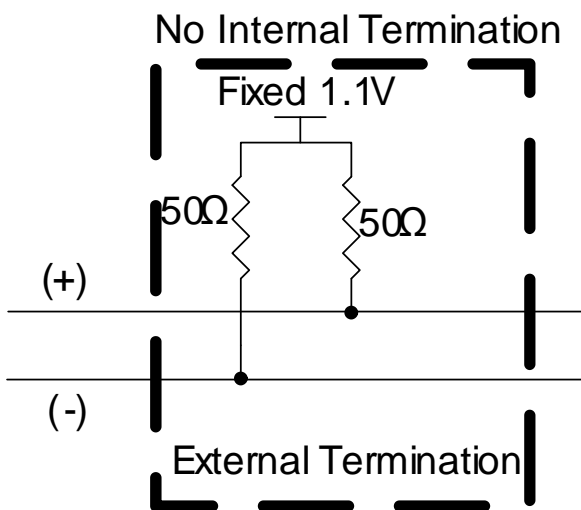 No Internal Termination
Fixed 1.1V
50Ω
50Ω
(+)
(-)
External Termination